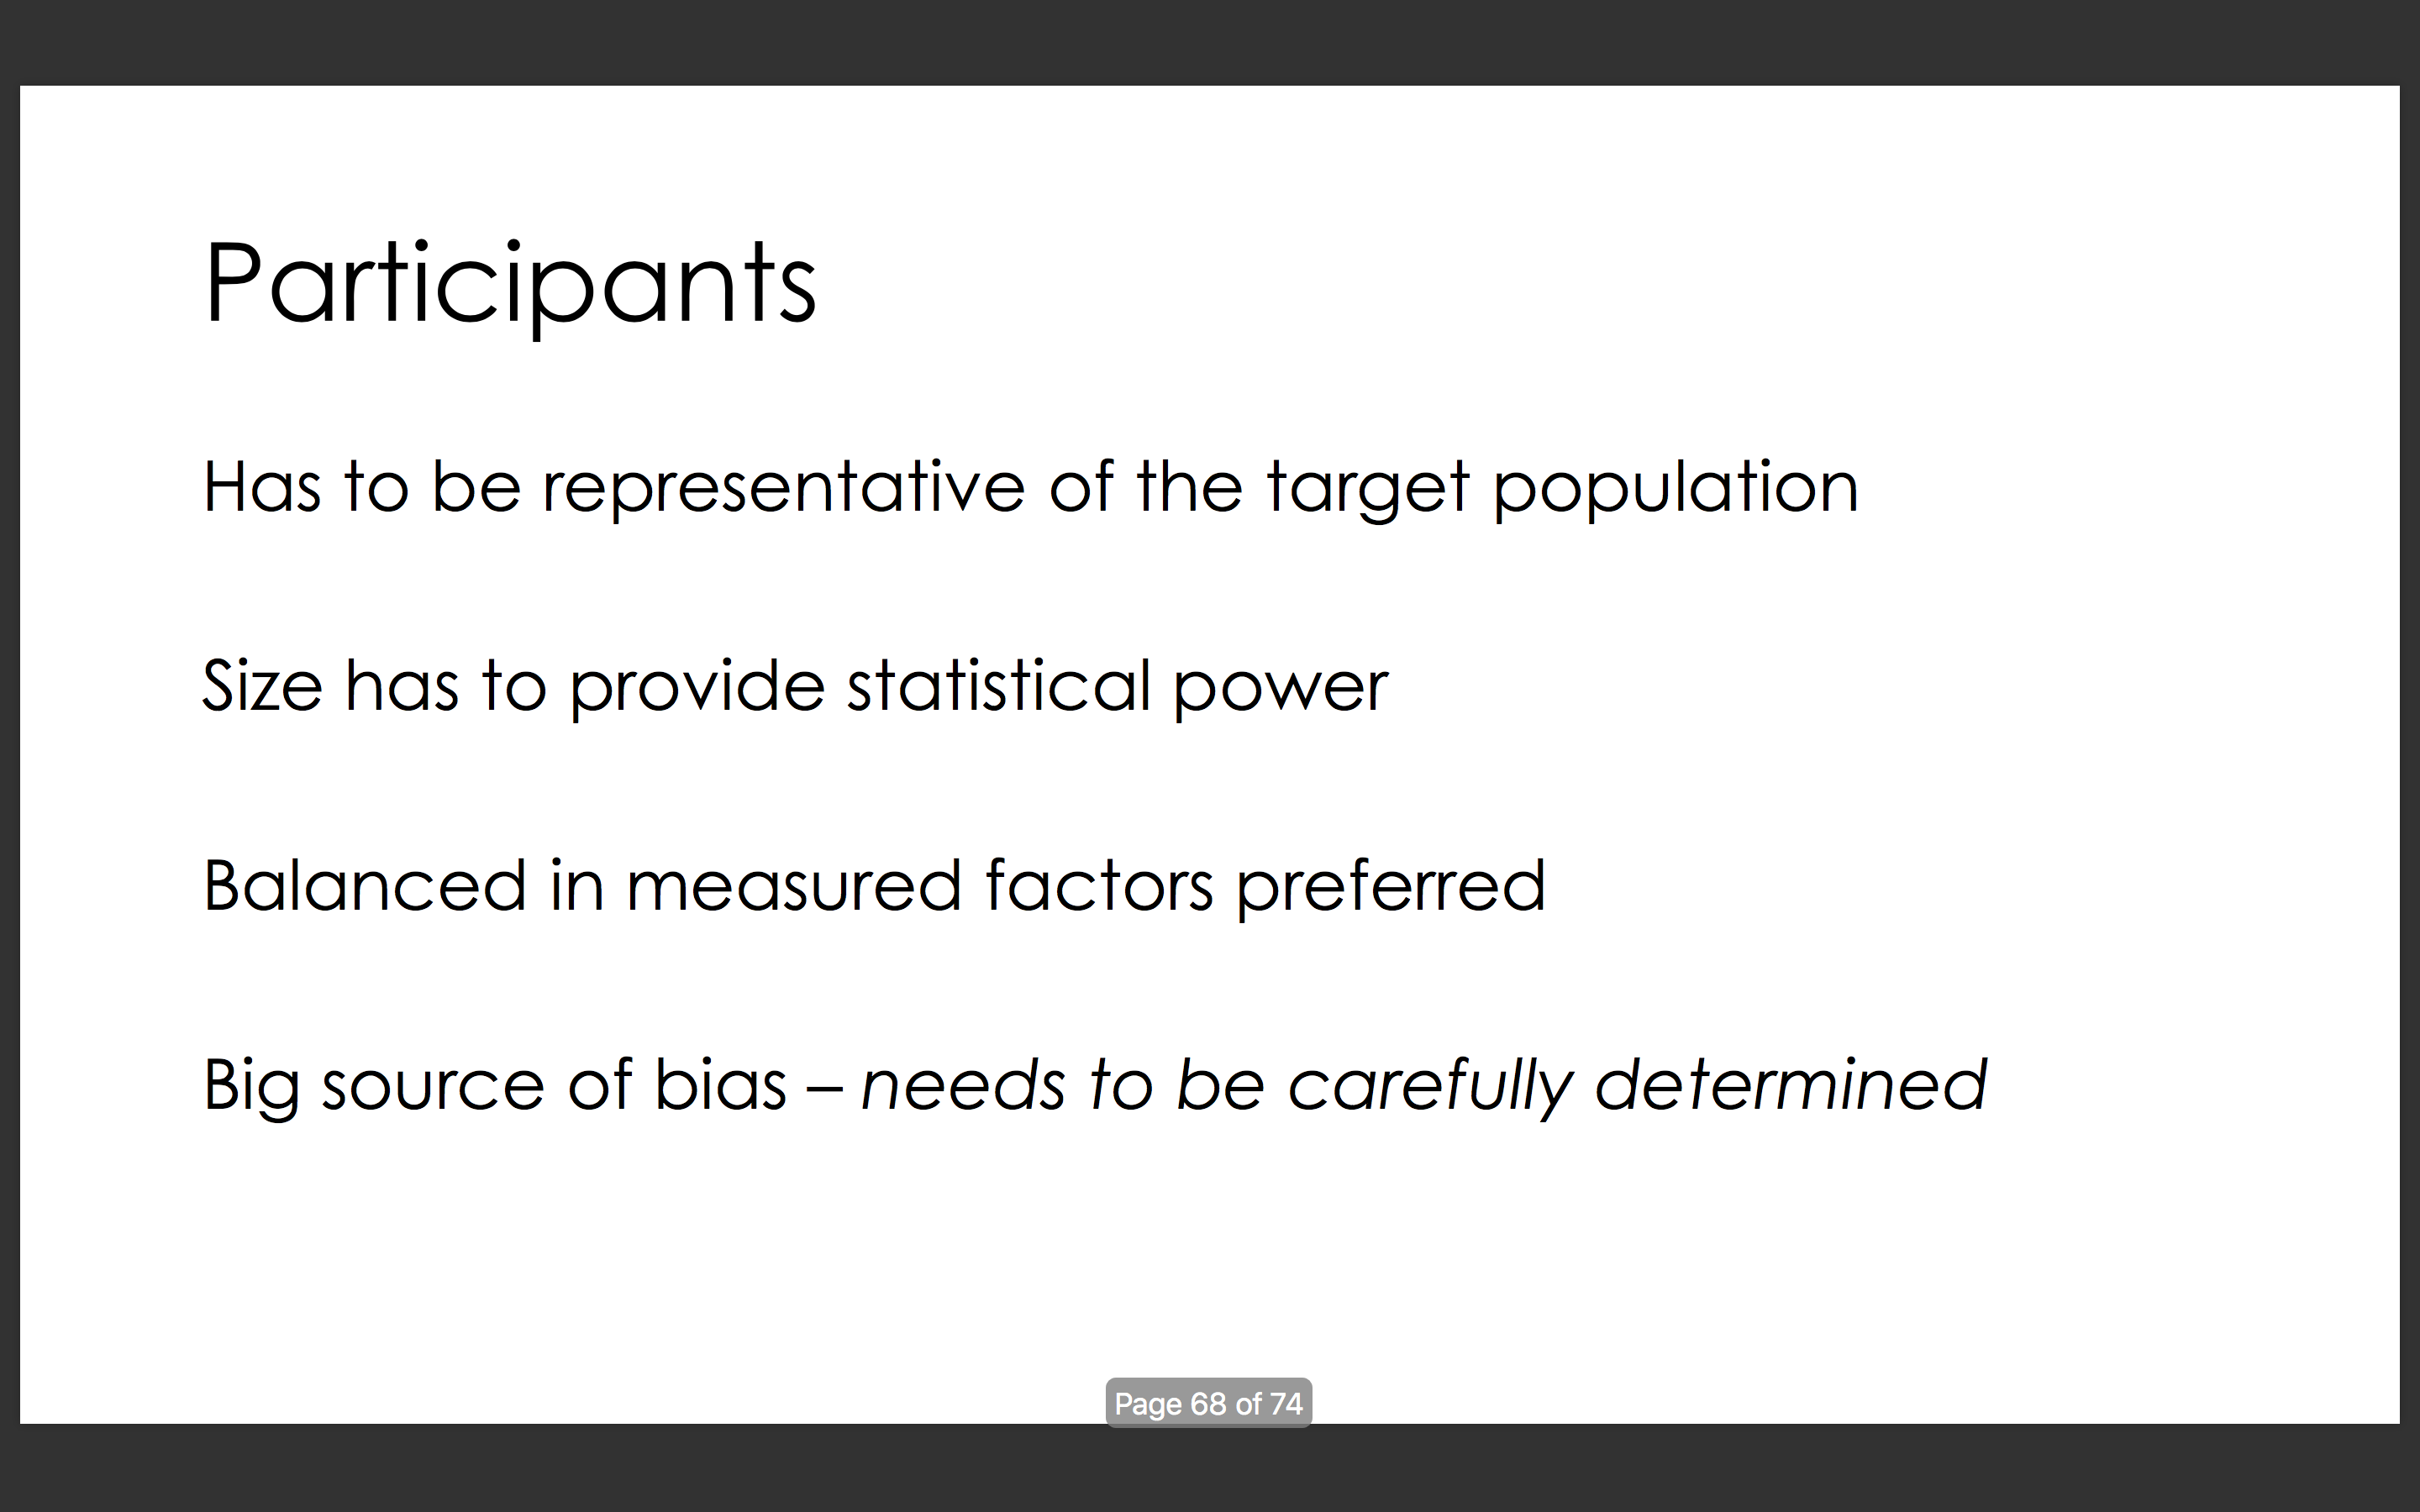 Participants
Has to be representative of the target population
Size has to provide statistical power
Balanced in measured factors preferred
Big source of bias – needs to be carefully determined
Page 68 of 74